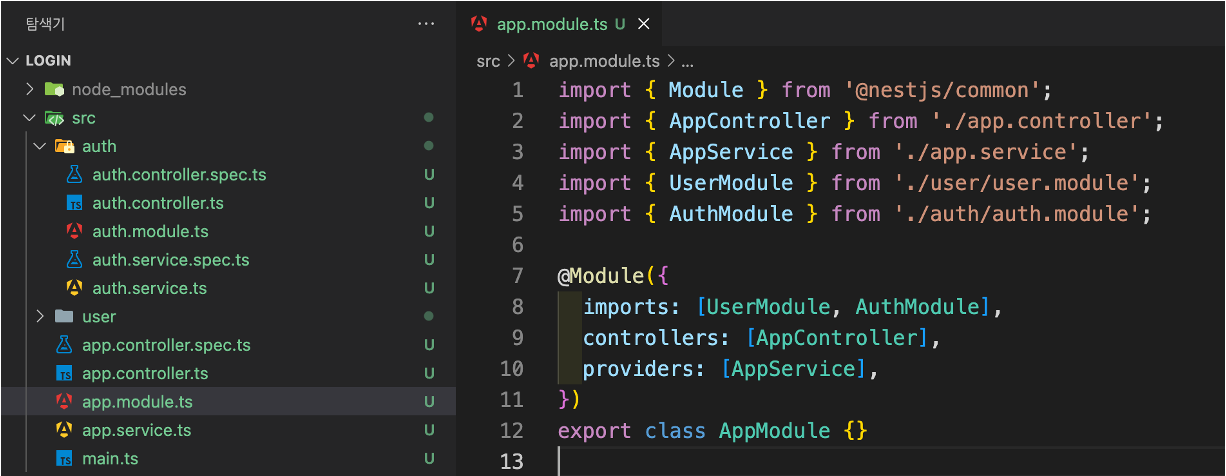 탐색기
LOGIN
node_modules
src
auth
auth.controller.spec.ts U
auth.controller.ts U
auth.module.ts U
auth.service.spec.ts U
auth.service.ts U
user
app.controller.spec.ts U
app.controller.ts U
app.module.ts U
app.service.ts U
main.ts U
app.module.ts U
src > app.module.ts > ...
1 import { Module } from '@nestjs/common';
2 import { AppController } from './app.controller';
3 import { AppService } from './app.service';
4 import { UserModule } from './user/user.module';
5 import { AuthModule } from './auth/auth.module';
6
7 @Module({
8 imports: [UserModule, AuthModule],
9 controllers: [AppController],
10 providers: [AppService],
11 })
12 export class AppModule {}
13